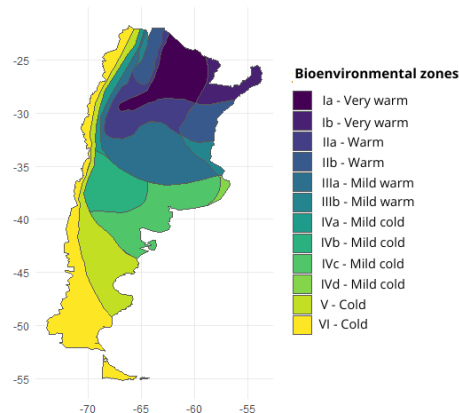 -25
-30
-35
-40
-45
-50
-55
-70
-65
-60
-55
Bioenvironmental zones
Ia - Very warm
Ib - Very warm
IIa - Warm
IIb - Warm
IIIa - Mild warm
IIIb - Mild warm
IVa - Mild cold
IVb - Mild cold
IVc - Mild cold
IVd - Mild cold
V - Cold
VI - Cold